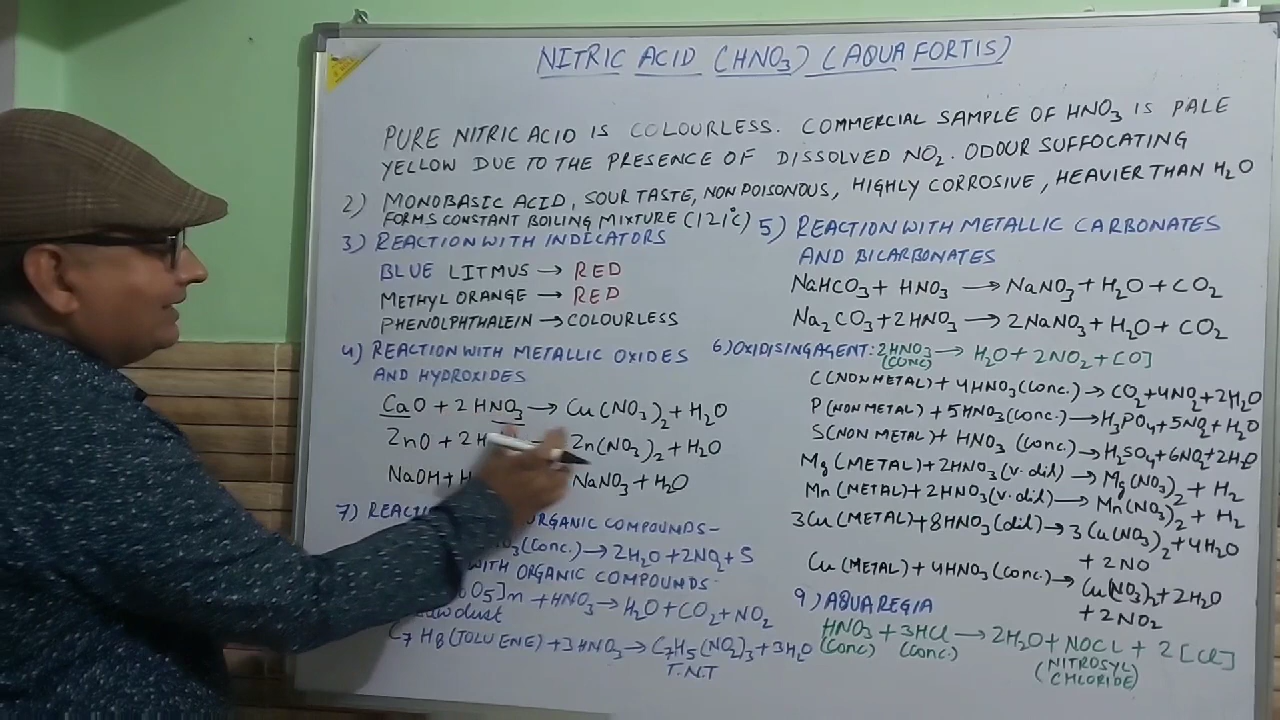 NITRIC ACID (HNO3) (AQUA FORTIS)
PURE NITRIC ACID IS COLOURLESS. COMMERCIAL SAMPLE OF HNO3 IS PALE
YELLOW DUE TO THE PRESENCE OF DISSOLVED NO2. ODOUR SUFFOCATING
2) MONOBASIC ACID, SOUR TASTE, NON POISONOUS, HIGHLY CORROSIVE, HEAVIER THAN H2O
FORMS CONSTANT BOILING MIXTURE (121°C)
3) REACTION WITH INDICATORS
BLUE LITMUS → RED
METHYL ORANGE → RED
PHENOLPHTHALEIN → COLOURLESS
4) REACTION WITH METALLIC OXIDES
AND HYDROXIDES
CaO + 2HNO3 → Cu(NO3)2 + H2O
ZnO + 2H Zn(NO3)2 + H2O
NaOH + H NaNO3 + H2O
5) REACTION WITH METALLIC CARBONATES
AND BICARBONATES
NaHCO3 + HNO3 → NaNO3 + H2O + CO2
Na2CO3 + 2HNO3 → 2NaNO3 + H2O + CO2
6) OXIDISING AGENT: 2HNO3 → H2O + 2NO2 + [O]
(CONC)
C (NON METAL) + 4HNO3 (Conc.) → CO2 + 4NO2 + 2H2O
P (NON METAL) + 5HNO3 (conc.) → H3PO4 + 5NO2 + H2O
S (NON METAL) + HNO3 (conc.) → H2SO4 + 6NO2 + 2H2O
Mg (METAL) + 2HNO3 (v. dil) → Mg(NO3)2 + H2
Mn (METAL) + 2HNO3 (v. dil) → Mn(NO3)2 + H2
3Cu (METAL) + 8HNO3 (dil) → 3Cu(NO3)2 + 4H2O
+ 2NO
Cu (METAL) + 4HNO3 (conc.) → Cu(NO3)2 + 2H2O
+ 2NO2
7) REACTI ORGANIC COMPOUNDS-
O3 (Conc.) → 2H2O + 2NO2 + S
WITH ORGANIC COMPOUNDS:
O5]n + HNO3 → H2O + CO2 + NO2
dust
C7H8 (TOLUENE) + 3HNO3 → C7H5(NO2)3 + 3H2O
T.N.T
9) AQUA REGIA
HNO3 + 3HCl → 2H2O + NOCl + 2[Cl]
(Conc) (Conc.) (NITROSYL
CHLORIDE)